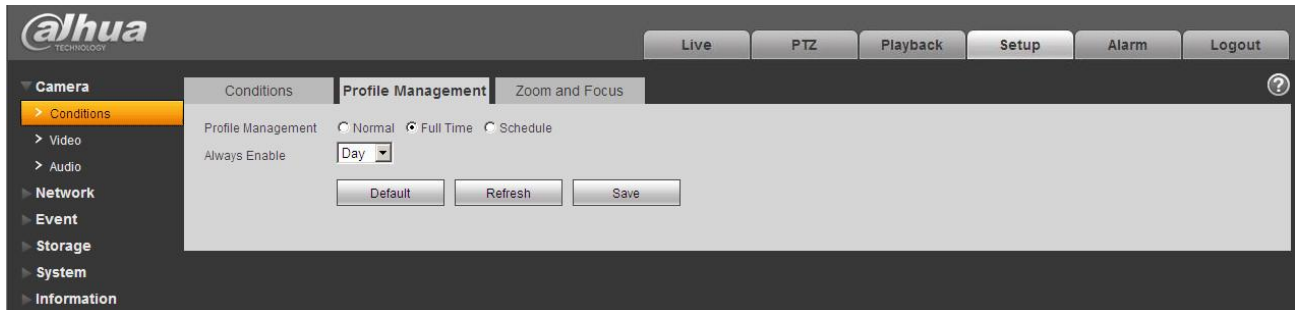 alhua
TECHNOLOGY
Live PTZ Playback Setup Alarm Logout
Camera
Conditions
Video
Audio
Network
Event
Storage
System
Information
Conditions Profile Management Zoom and Focus ?
Profile Management Normal Full Time Schedule
Always Enable Day
Default Refresh Save